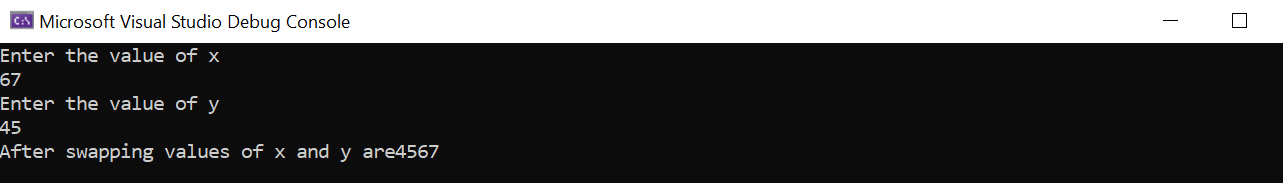 Microsoft Visual Studio Debug Console
Enter the value of x
67
Enter the value of y
45
After swapping values of x and y are4567